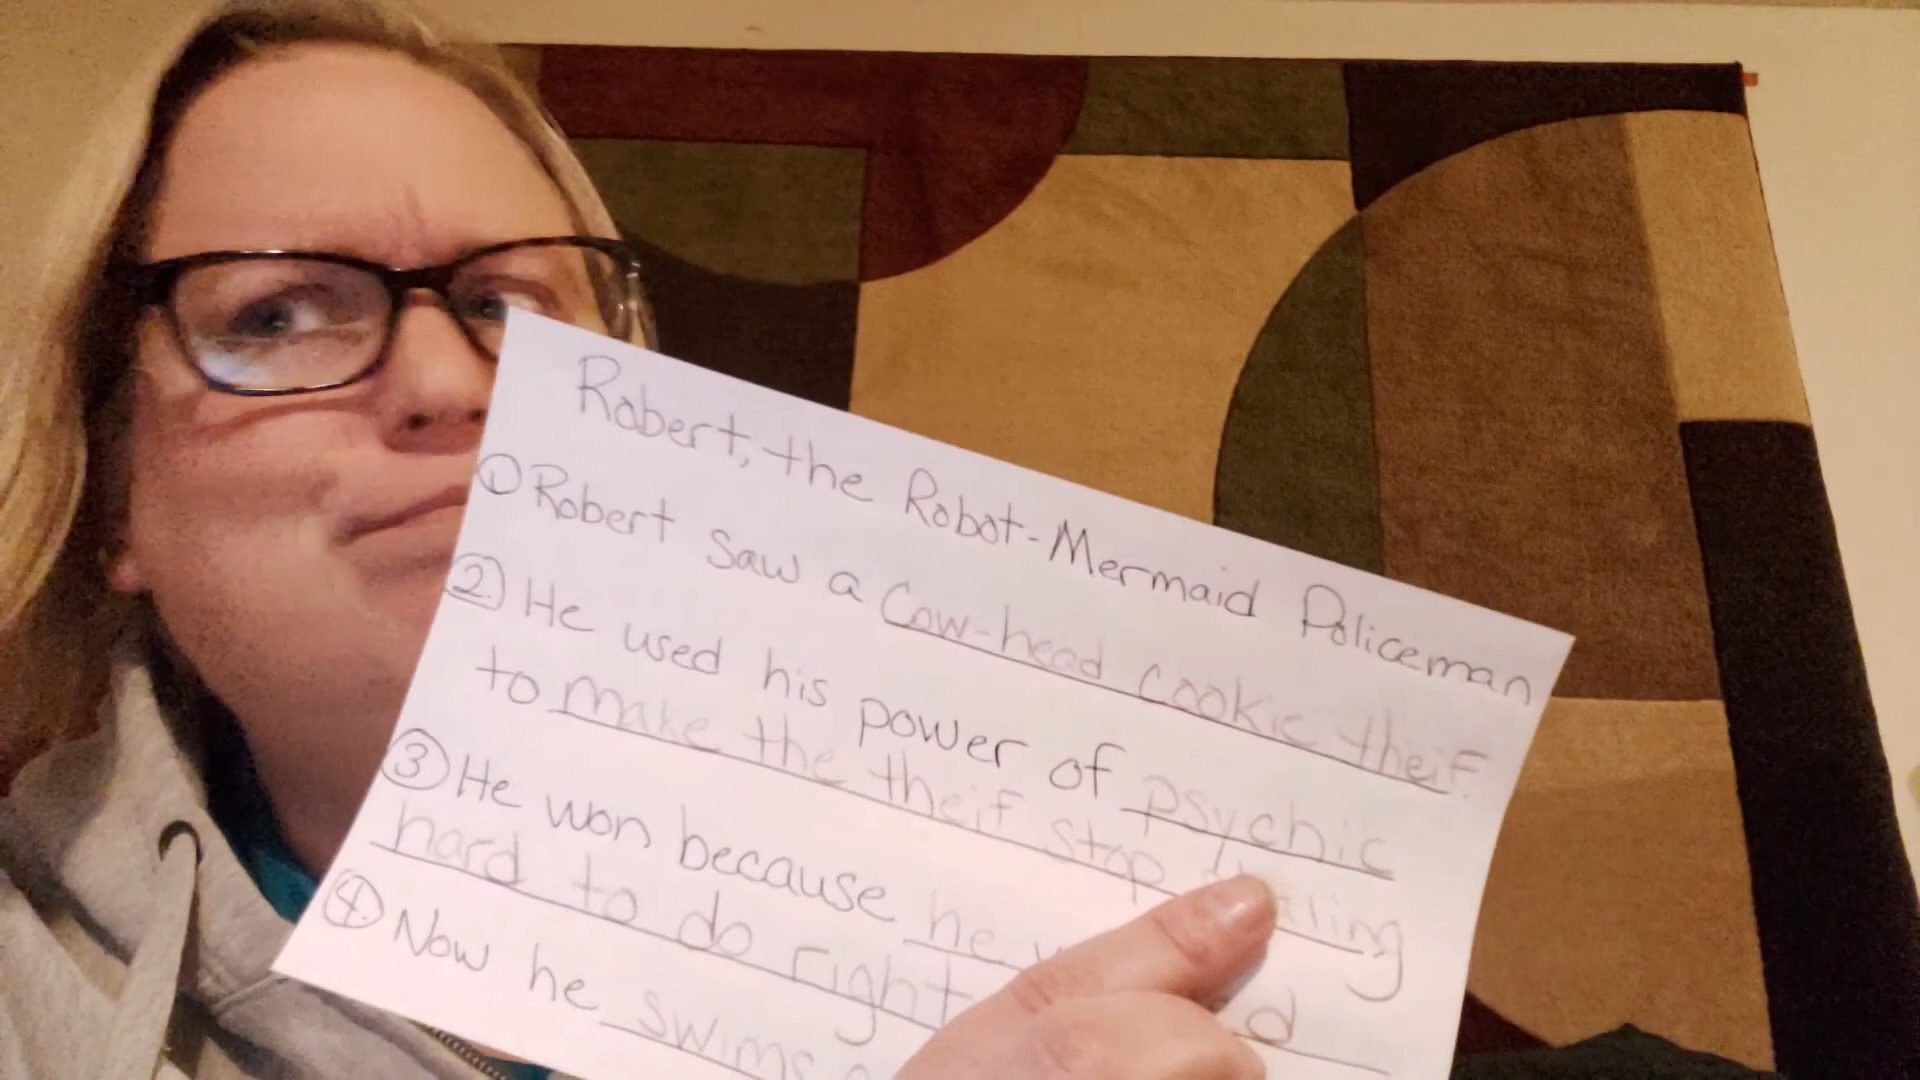 Robert, the Robot-Mermaid Policeman
① Robert saw a Cow-head cookie theif.
② He used his power of psychic
to make the theif stop
③ He won because he
hard to do right
④ Now he swims